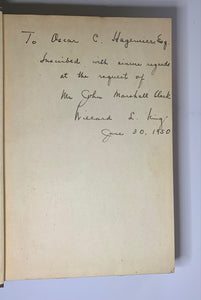 To Oscar C. Hagemeier Esq.
Inscribed with sincere regards
at the request of
Mr John Marshall Clark
Willard L. King
June 30, 1950